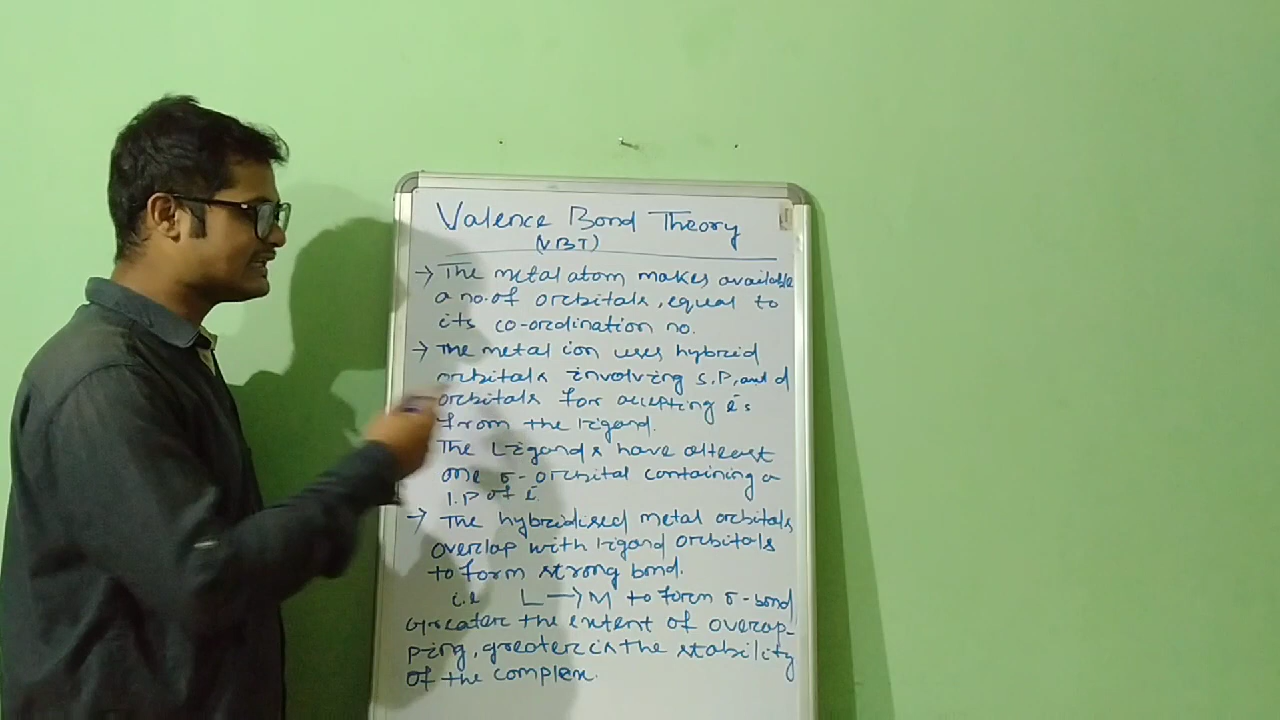 Valence Bond Theory
(VBT)
→ The metal atom makes available
a no. of orbitals, equal to
its co-ordination no.
→ The metal ion uses hybrid
orbitals involving s, P, and d
orbitals for accepting ēs
from the ligand.
The Ligands have atleast
one σ- orbital containing a
l.P of ē
→ The hybridised metal orbitals
overlap with ligand orbitals
to form strong bond.
i.e L → M to form σ-bond
Greater the extent of overlap-
ping, greater is the stability
of the complex.